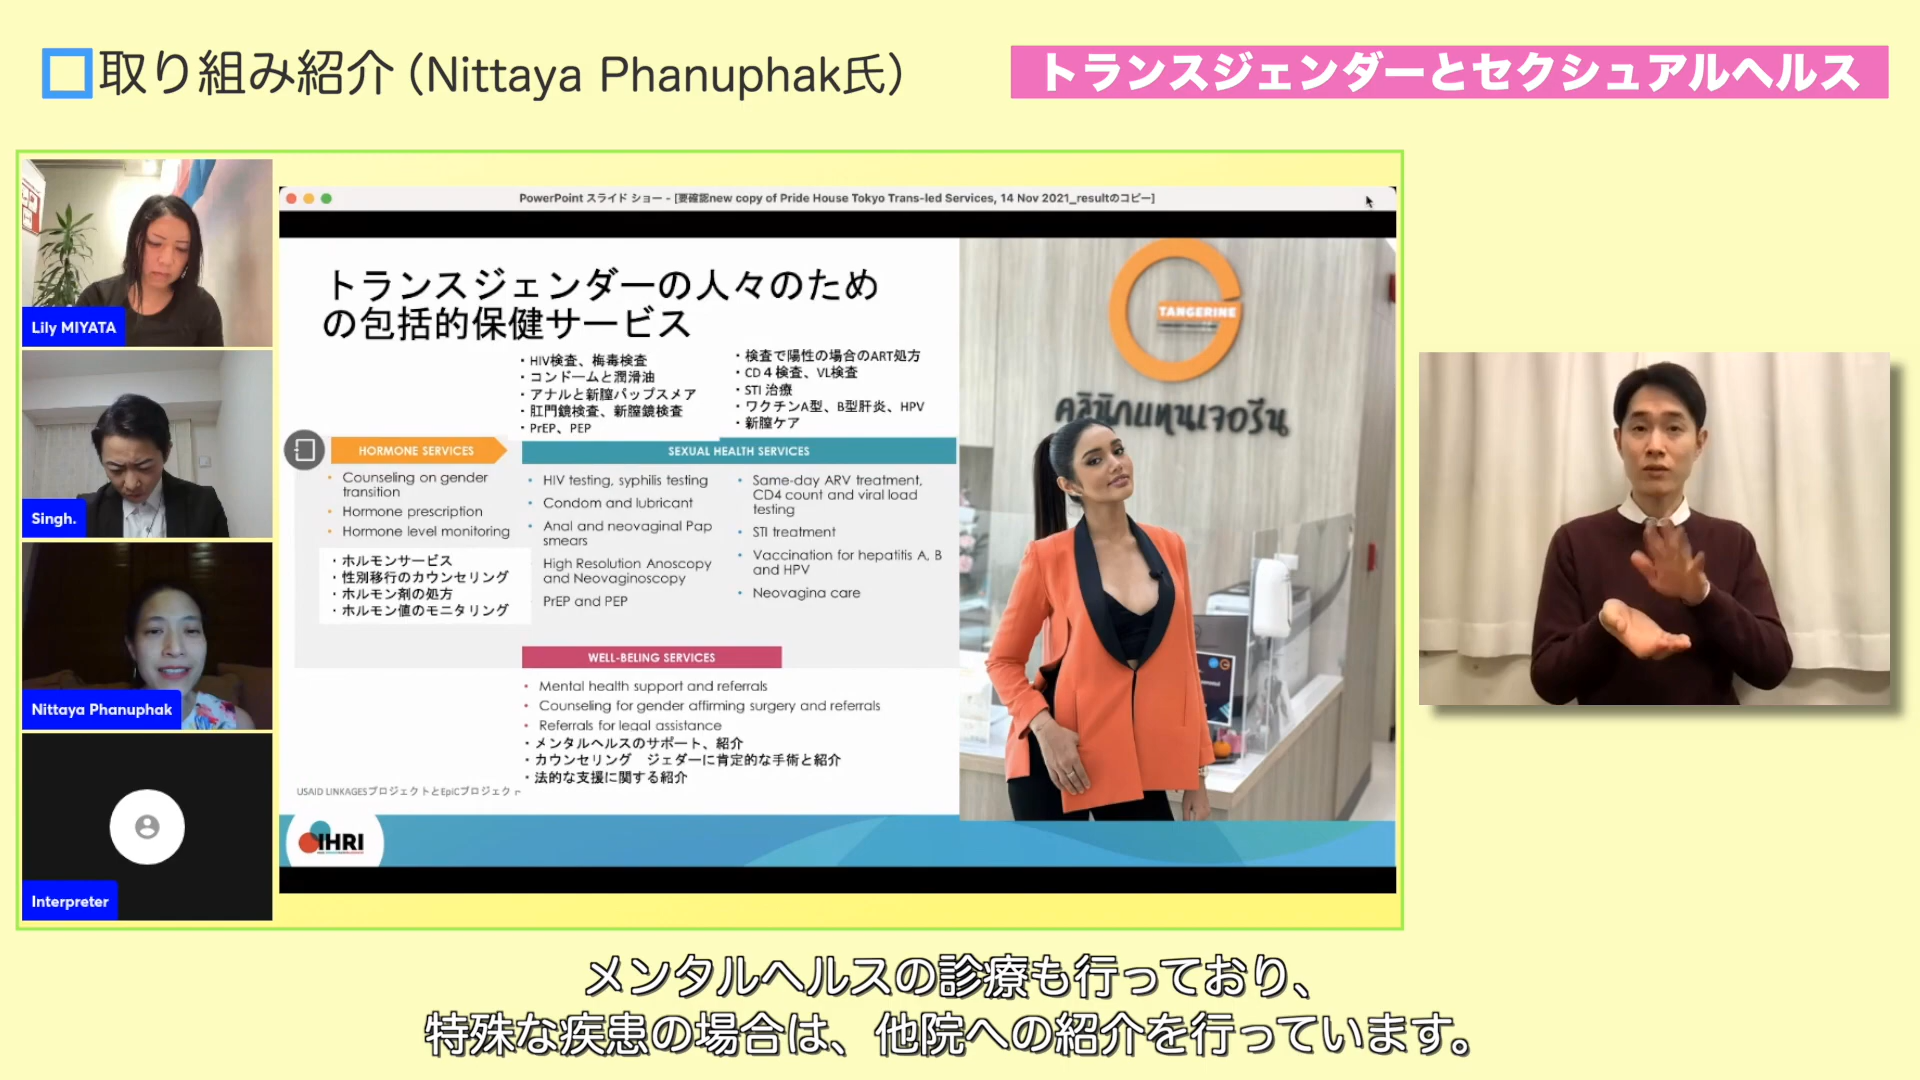 取り組み紹介（Nittaya Phanuphak氏）
トランスジェンダーとセクシュアルヘルス
PowerPoint スライド ショー - [要確認new copy of Pride House Tokyo Trans-led Services, 14 Nov 2021_resultのコピー]
Lily MIYATA
Singh.
Nittaya Phanuphak
Interpreter
トランスジェンダーの人々のため
の包括的保健サービス
・HIV検査、梅毒検査
・コンドームと潤滑油
・アナルと新膣パップスメア
・肛門鏡検査、新膣鏡検査
・PrEP、PEP
・検査で陽性の場合のART処方
・CD４検査、VL検査
・STI 治療
・ワクチンA型、B型肝炎、HPV
・新膣ケア
HORMONE SERVICES
• Counseling on gender
transition
• Hormone prescription
• Hormone level monitoring
・ホルモンサービス
・性別移行のカウンセリング
・ホルモン剤の処方
・ホルモン値のモニタリング
SEXUAL HEALTH SERVICES
• HIV testing, syphilis testing
• Condom and lubricant
• Anal and neovaginal Pap
smears
High Resolution Anoscopy
and Neovaginoscopy
PrEP and PEP
• Same-day ARV treatment,
CD4 count and viral load
testing
• STI treatment
• Vaccination for hepatitis A, B
and HPV
• Neovagina care
WELL-BEING SERVICES
• Mental health support and referrals
• Counseling for gender affirming surgery and referrals
• Referrals for legal assistance
・メンタルヘルスのサポート、紹介
・カウンセリング　ジェダーに肯定的な手術と紹介
・法的な支援に関する紹介
USAID LINKAGESプロジェクトとEpiCプロジェク
IHRI
TANGERINE
คลินิกแทนเจอรีน
メンタルヘルスの診療も行っており、
特殊な疾患の場合は、他院への紹介を行っています。